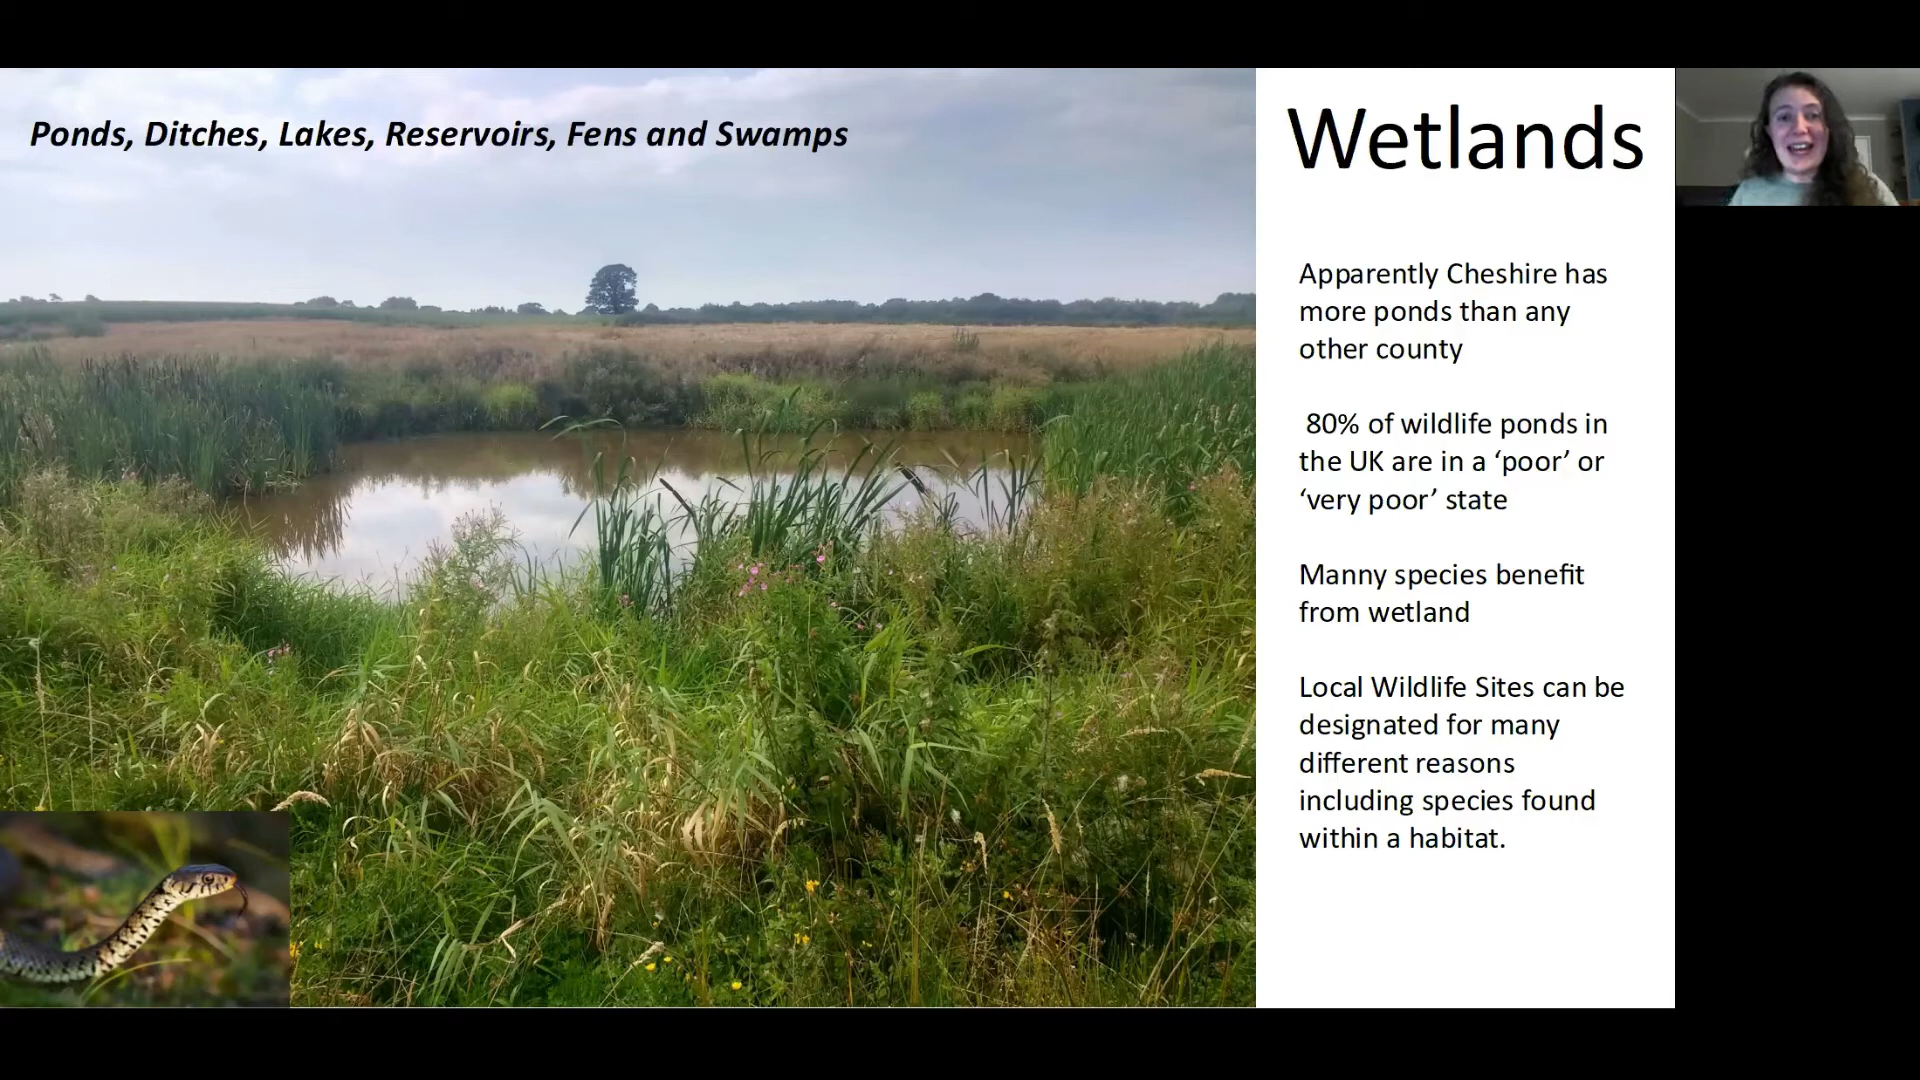 Ponds, Ditches, Lakes, Reservoirs, Fens and Swamps
Wetlands
Apparently Cheshire has
more ponds than any
other county
80% of wildlife ponds in
the UK are in a ‘poor’ or
‘very poor’ state
Manny species benefit
from wetland
Local Wildlife Sites can be
designated for many
different reasons
including species found
within a habitat.